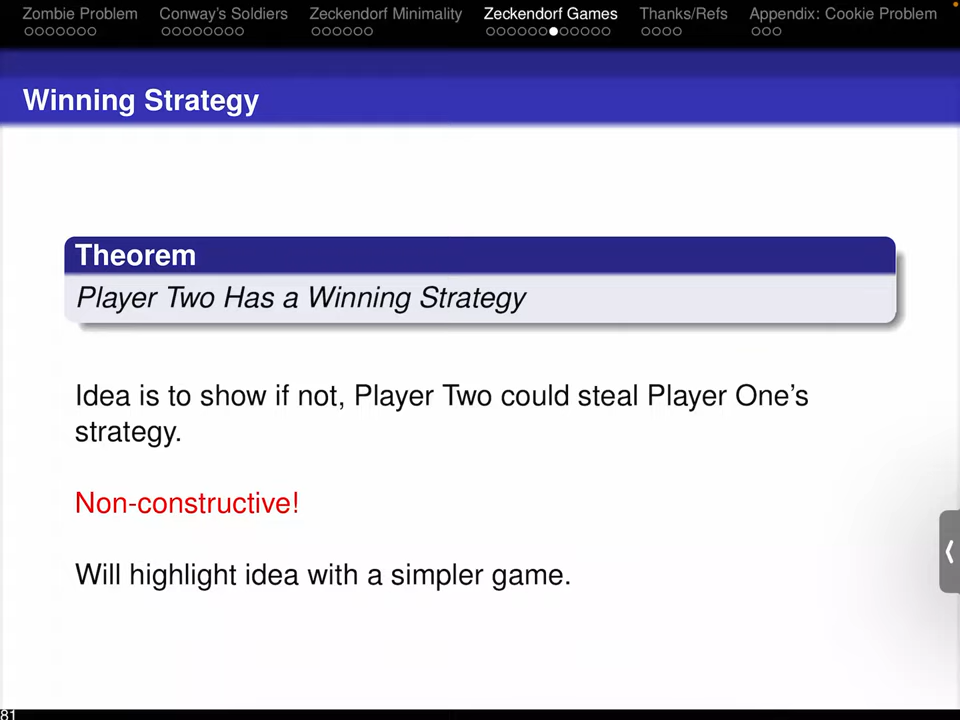 Zombie Problem Conway's Soldiers Zeckendorf Minimality Zeckendorf Games Thanks/Refs Appendix: Cookie Problem
Winning Strategy
Theorem
Player Two Has a Winning Strategy
Idea is to show if not, Player Two could steal Player One's
strategy.
Non-constructive!
Will highlight idea with a simpler game.
81